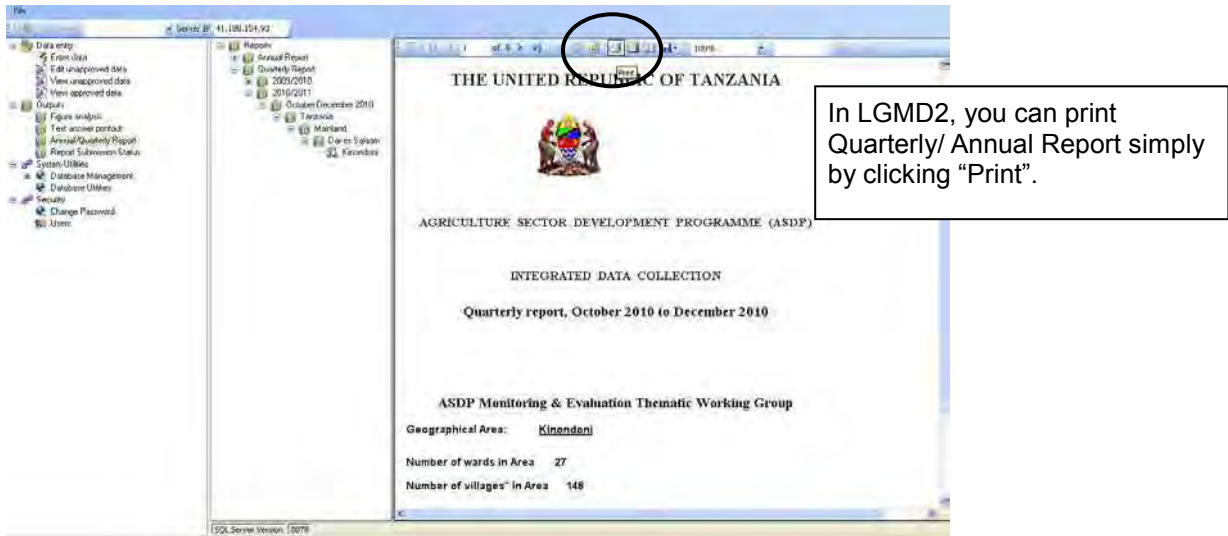 File
Server IP 41.188.154.93
Data entry
Enter data
Edit unapproved data
View unapproved data
View approved data
Outputs
Figure analysis
Text answer printout
Annual/Quarterly Report
Report Submission Status
System Utilities
Database Management
Database Utilities
Security
Change Password
Users
Reports
Annual Report
Quarterly Report
2009/2010
2010/2011
October December 2010
Tanzania
Mainland
Dar es Salaam
Kinondoni
100%
Print
THE UNITED REPUBLIC OF TANZANIA
AGRICULTURE SECTOR DEVELOPMENT PROGRAMME (ASDP)
INTEGRATED DATA COLLECTION
Quarterly report, October 2010 to December 2010
ASDP Monitoring & Evaluation Thematic Working Group
Geographical Area: Kinondoni
Number of wards in Area 27
Number of villages" in Area 148
SQL Server Version: 0078
In LGMD2, you can print
Quarterly/ Annual Report simply
by clicking “Print”.